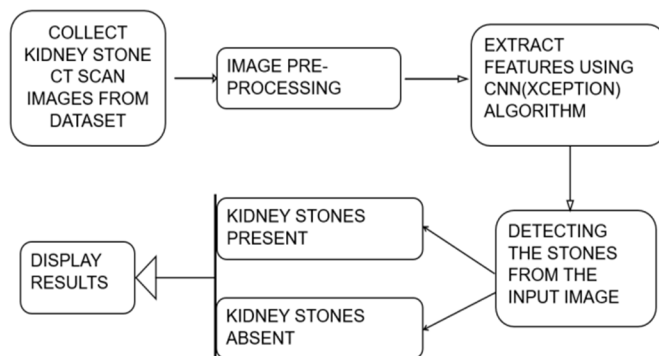 COLLECT
KIDNEY STONE
CT SCAN
IMAGES FROM
DATASET
IMAGE PRE-
PROCESSING
EXTRACT
FEATURES USING
CNN(XCEPTION)
ALGORITHM
DETECTING
THE STONES
FROM THE
INPUT IMAGE
KIDNEY STONES
PRESENT
KIDNEY STONES
ABSENT
DISPLAY
RESULTS